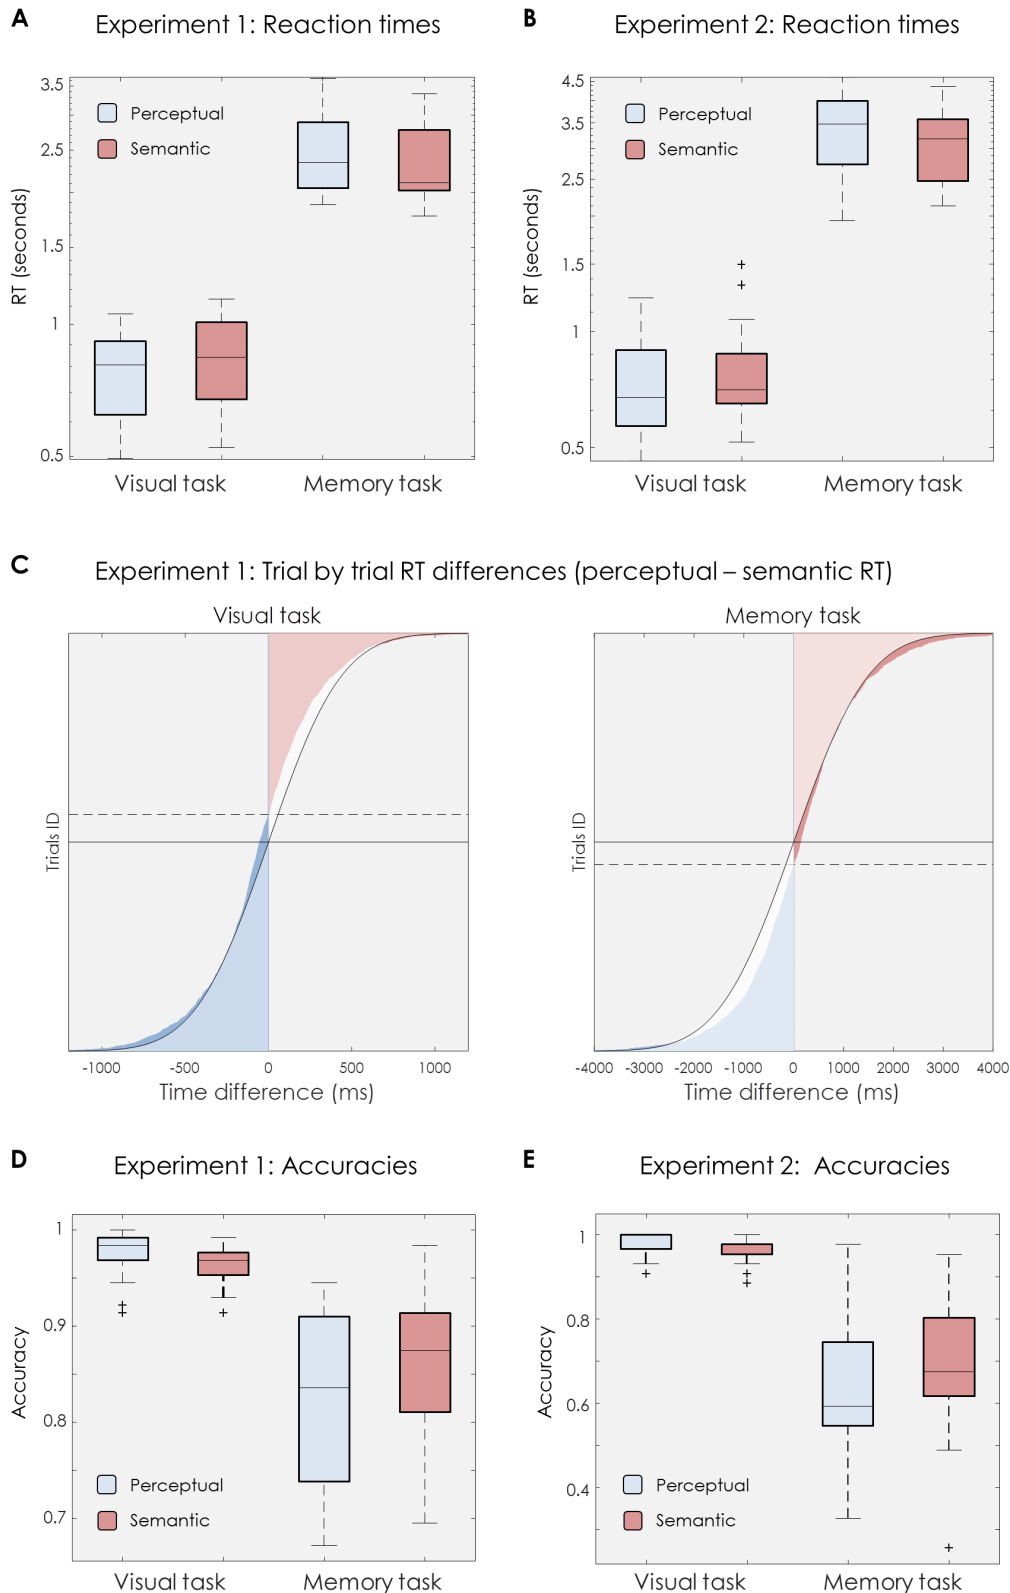 A Experiment 1: Reaction times
3.5
2.5
1.5
1
0.5
RT (seconds)
Perceptual
Semantic
Visual task Memory task
B Experiment 2: Reaction times
4.5
3.5
2.5
1.5
1
0.5
RT (seconds)
Perceptual
Semantic
Visual task Memory task
C Experiment 1: Trial by trial RT differences (perceptual – semantic RT)
Visual task
Trials ID
-1000 -500 0 500 1000
Time difference (ms)
Memory task
Trials ID
-4000 -3000 -2000 -1000 0 1000 2000 3000 4000
Time difference (ms)
D Experiment 1: Accuracies
1
0.9
0.8
0.7
Accuracy
Perceptual
Semantic
Visual task Memory task
E Experiment 2: Accuracies
1
0.8
0.6
0.4
Accuracy
Perceptual
Semantic
Visual task Memory task